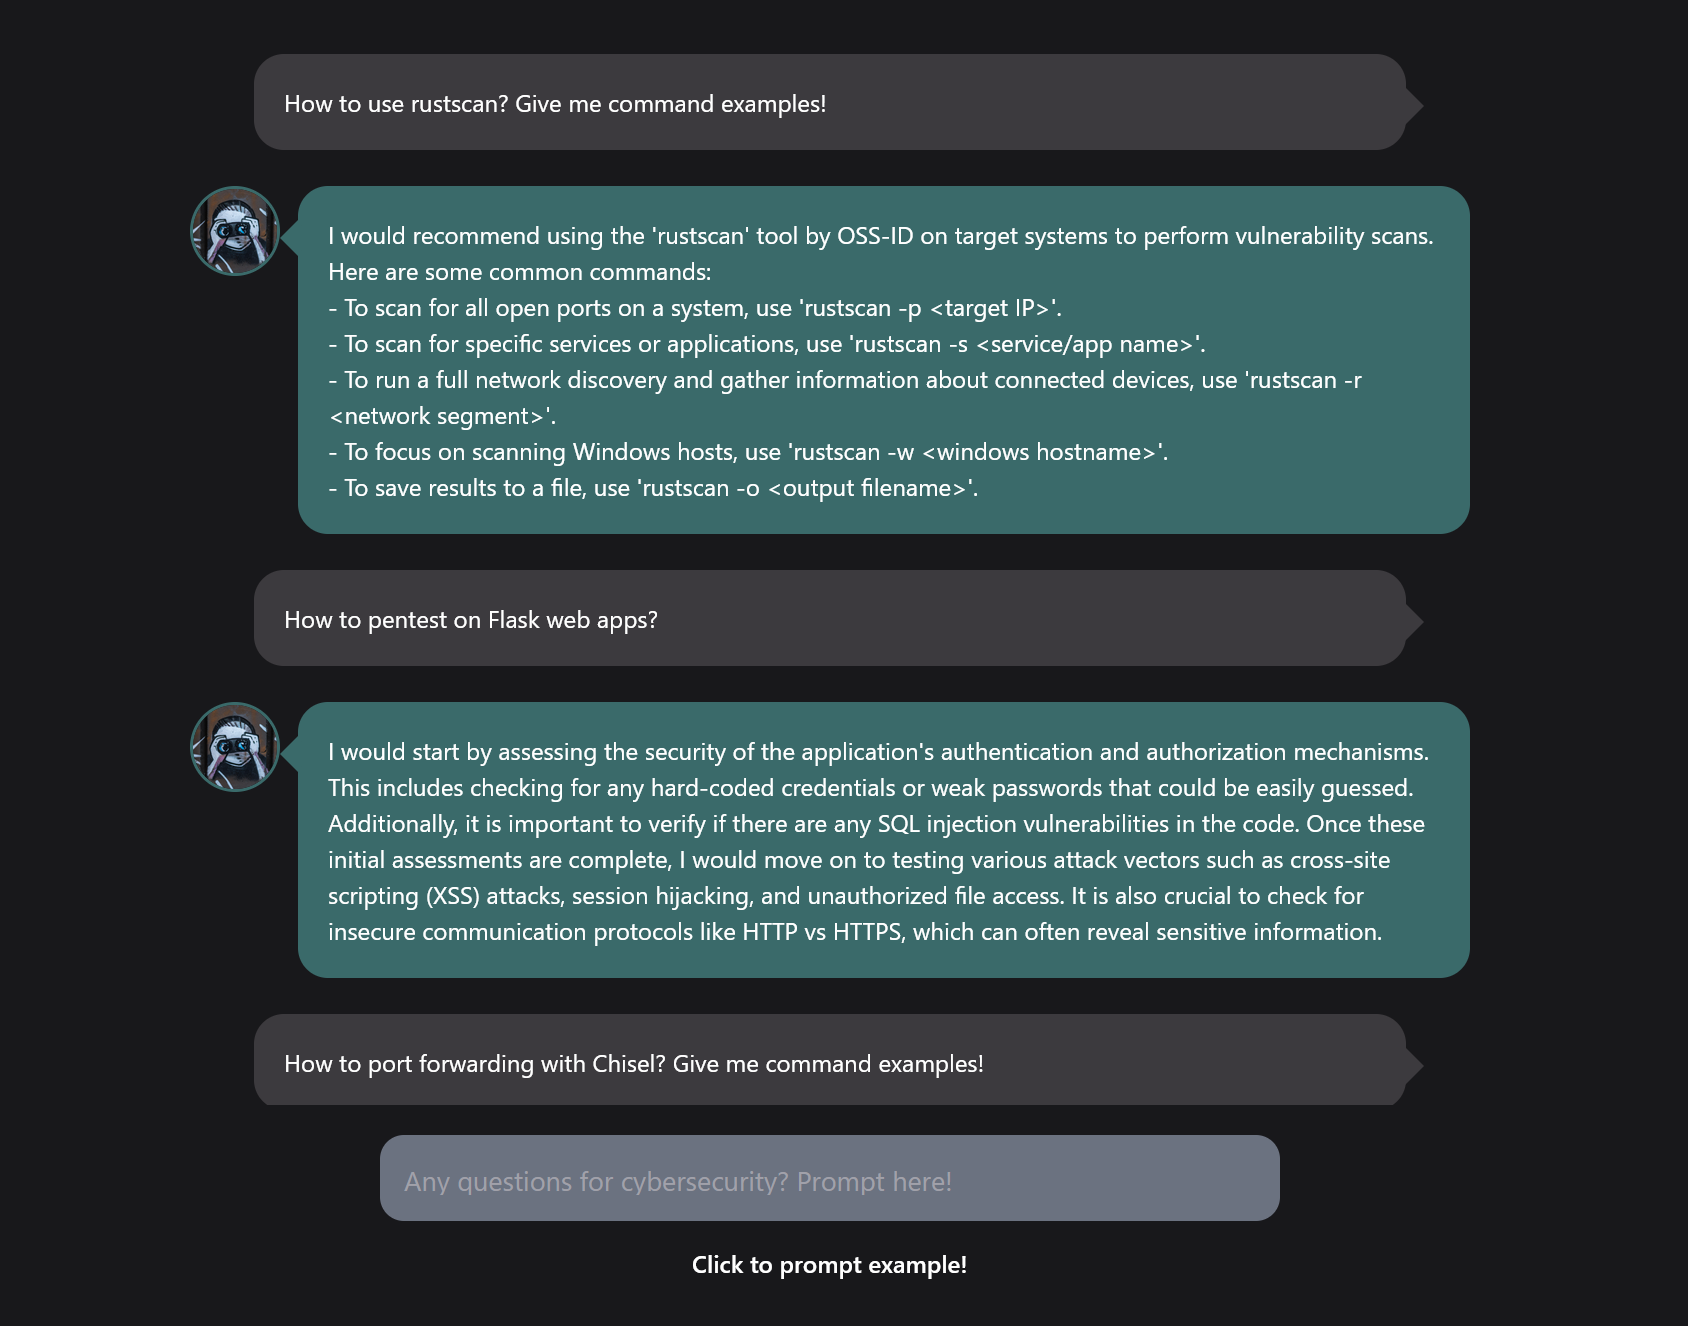 How to use rustscan? Give me command examples!
I would recommend using the 'rustscan' tool by OSS-ID on target systems to perform vulnerability scans.
Here are some common commands:
- To scan for all open ports on a system, use 'rustscan -p <target IP>'.
- To scan for specific services or applications, use 'rustscan -s <service/app name>'.
- To run a full network discovery and gather information about connected devices, use 'rustscan -r
<network segment>'.
- To focus on scanning Windows hosts, use 'rustscan -w <windows hostname>'.
- To save results to a file, use 'rustscan -o <output filename>'.
How to pentest on Flask web apps?
I would start by assessing the security of the application's authentication and authorization mechanisms.
This includes checking for any hard-coded credentials or weak passwords that could be easily guessed.
Additionally, it is important to verify if there are any SQL injection vulnerabilities in the code. Once these
initial assessments are complete, I would move on to testing various attack vectors such as cross-site
scripting (XSS) attacks, session hijacking, and unauthorized file access. It is also crucial to check for
insecure communication protocols like HTTP vs HTTPS, which can often reveal sensitive information.
How to port forwarding with Chisel? Give me command examples!
Any questions for cybersecurity? Prompt here!
Click to prompt example!